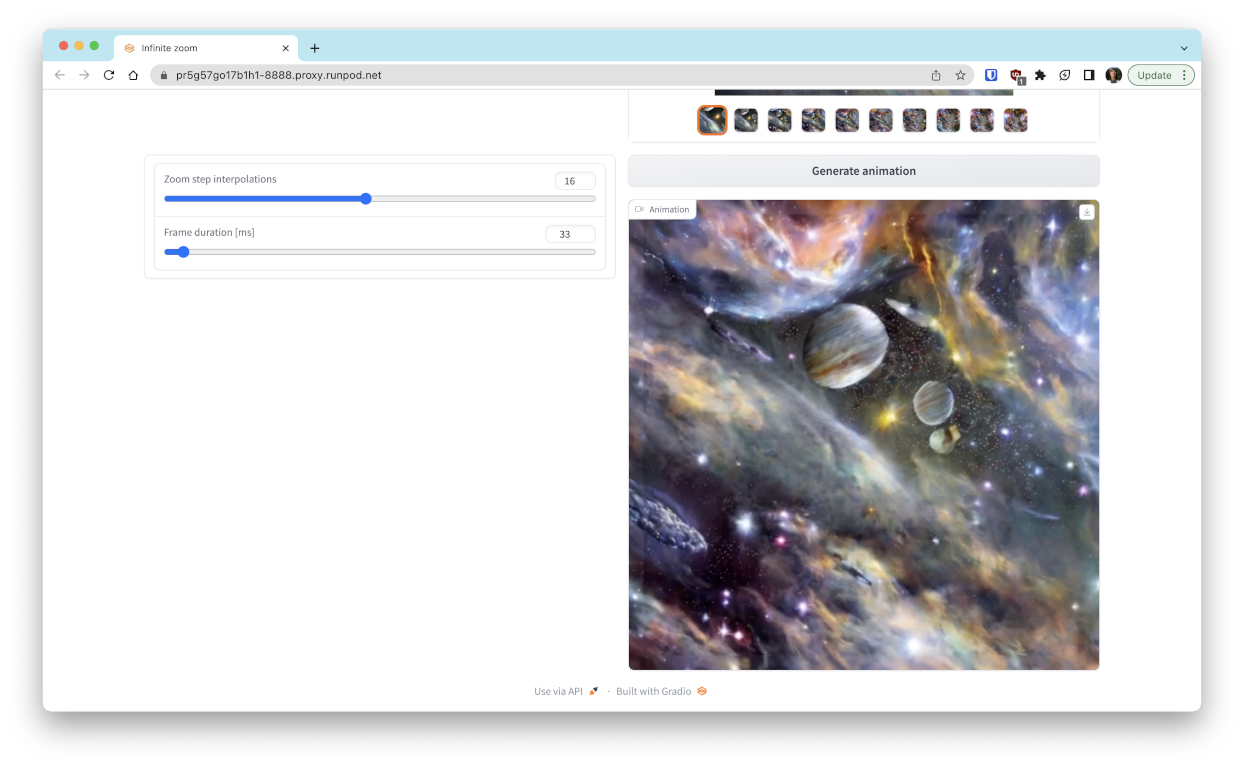 Infinite zoom
pr5g57go17b1h1-8888.proxy.runpod.net
1
Update
Zoom step interpolations
16
Generate animation
Animation
Frame duration [ms]
33
Use via API · Built with Gradio